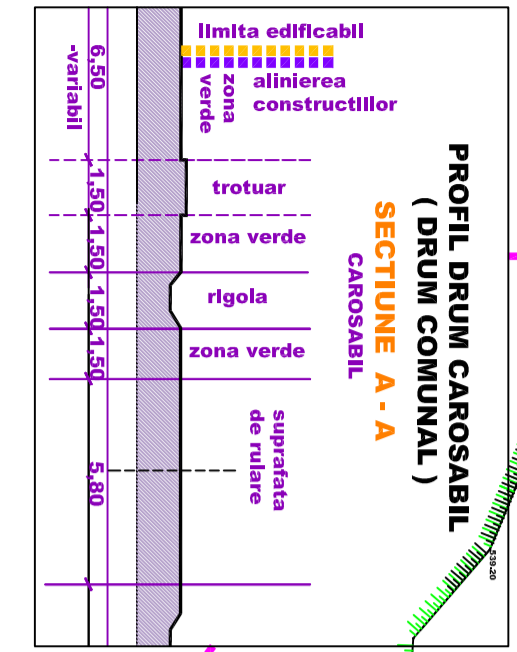 PROFIL DRUM CAROSABIL
( DRUM COMUNAL )
SECTIUNE A - A
CAROSABIL
limita edificabil
alinierea
constructiilor
zona
verde
trotuar
zona verde
rigola
zona verde
suprafata
de rulare
6,50
-variabil
1,50
1,50
1,50
1,50
5,80
539.20